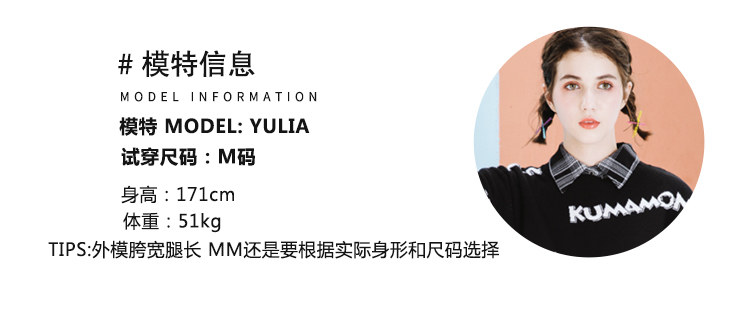 # 模特信息
MODEL INFORMATION
模特 MODEL: YULIA
试穿尺码：M码
身高：171cm
体重：51kg
TIPS:外模胯宽腿长 MM还是要根据实际身形和尺码选择
KUMAMON